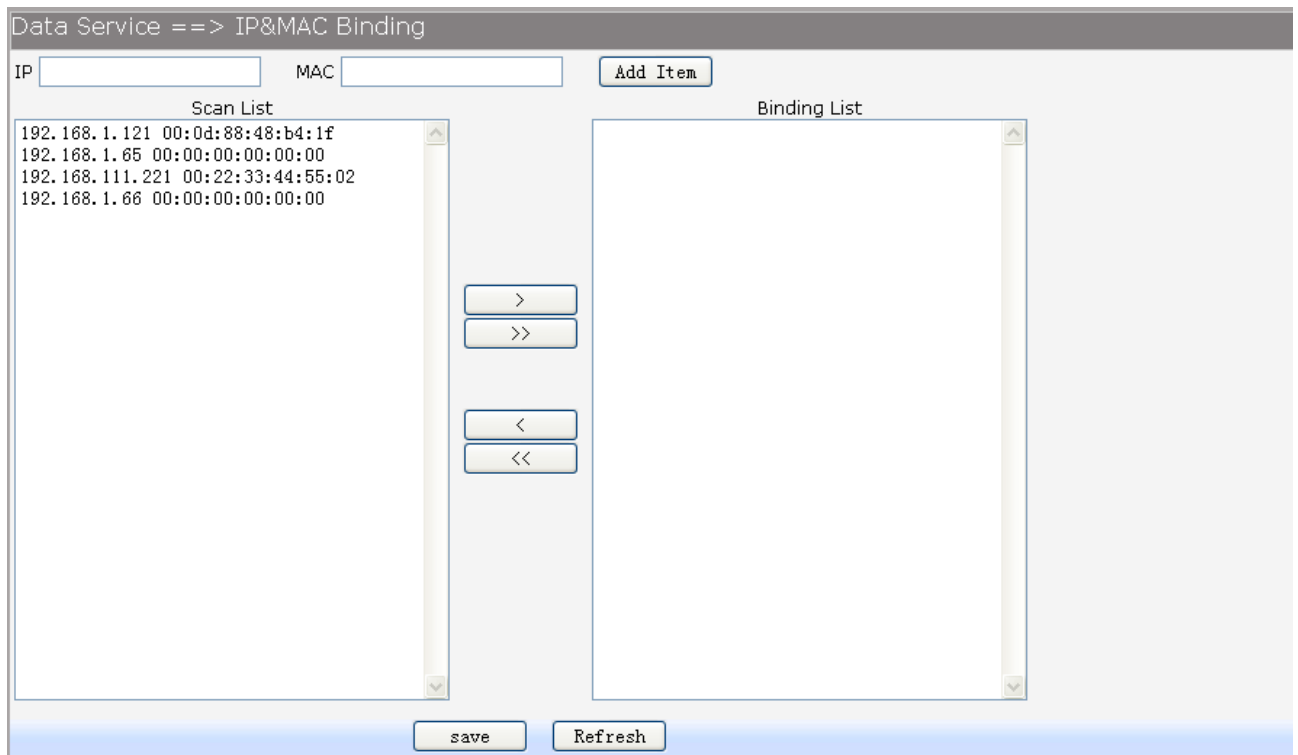 Data Service ==> IP&MAC Binding
IP MAC Add Item
Scan List Binding List
192.168.1.121 00:0d:88:48:b4:1f
192.168.1.65 00:00:00:00:00:00
192.168.111.221 00:22:33:44:55:02
192.168.1.66 00:00:00:00:00:00
>
>>
<
<<
save Refresh